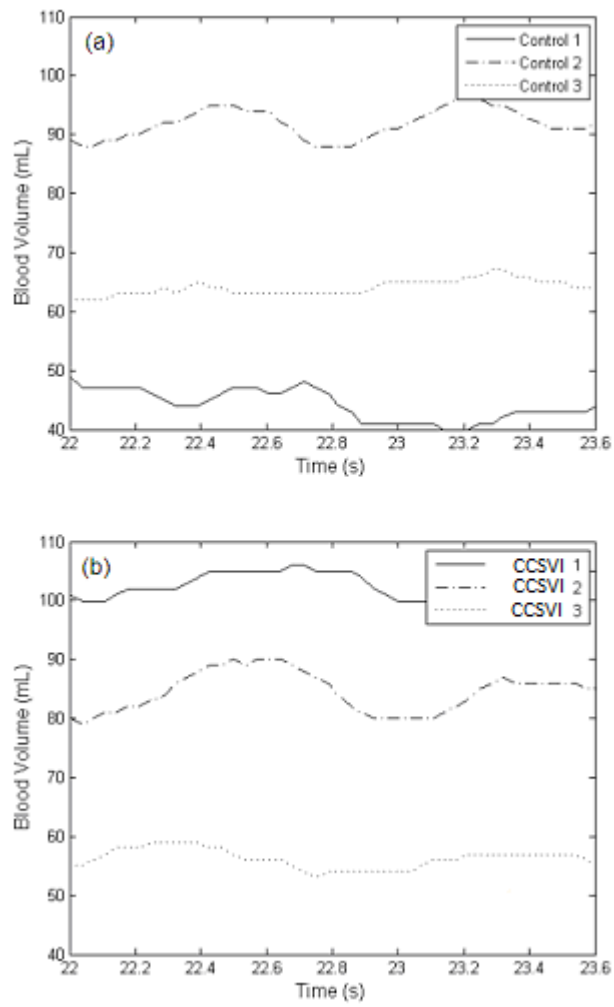 110
(a)
Control 1
Control 2
Control 3
100
90
80
70
60
50
40
Blood Volume (mL)
22 22.2 22.4 22.6 22.8 23 23.2 23.4 23.6
Time (s)
110
(b)
CCSVI 1
CCSVI 2
CCSVI 3
100
90
80
70
60
50
40
Blood Volume (mL)
22 22.2 22.4 22.6 22.8 23 23.2 23.4 23.6
Time (s)